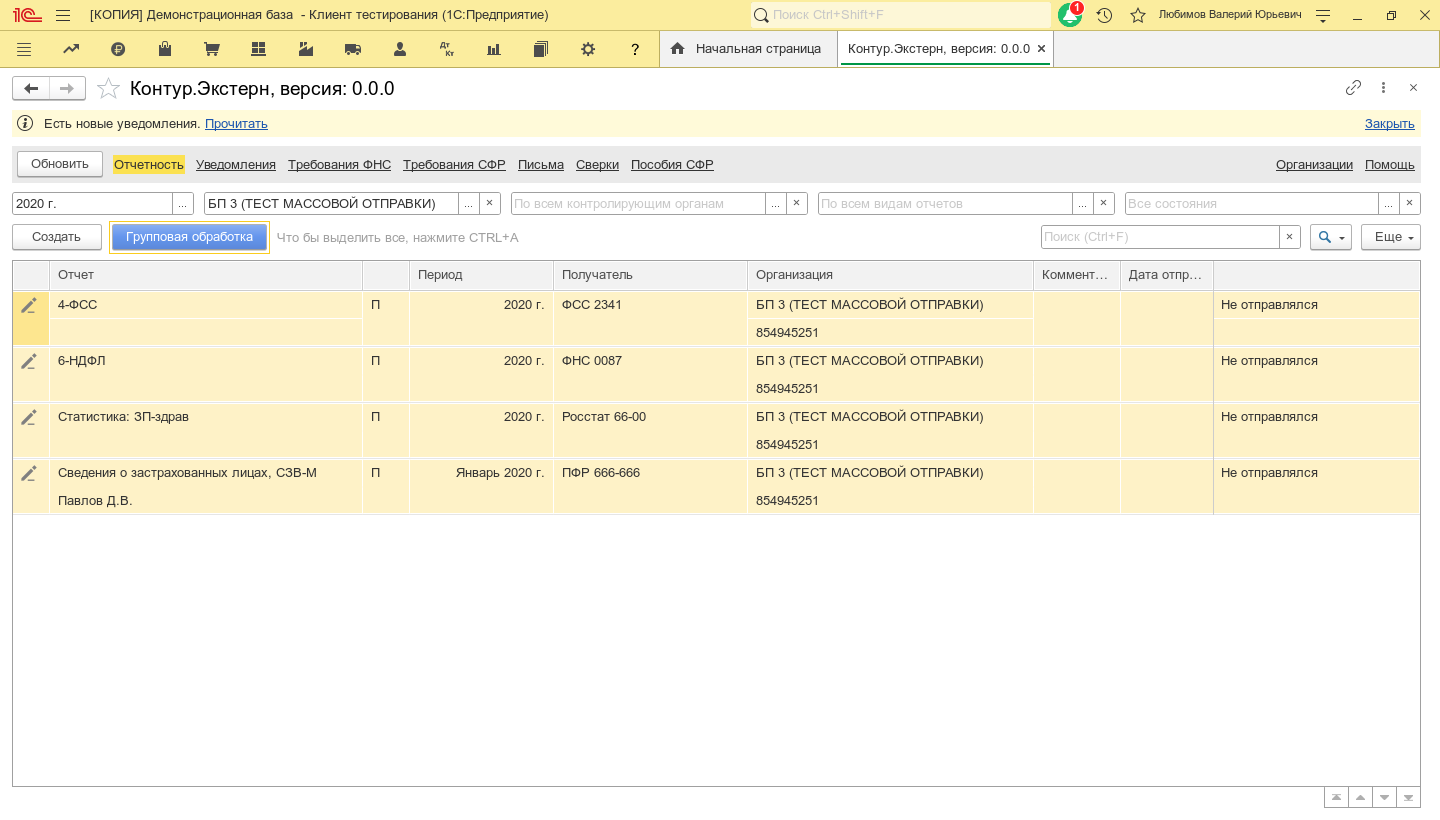 [КОПИЯ] Демонстрационная база - Клиент тестирования (1С:Предприятие) Поиск Ctrl+Shift+F 1 Любимов Валерий Юрьевич
₽ Дт Кт ? Начальная страница Контур.Экстерн, версия: 0.0.0
Контур.Экстерн, версия: 0.0.0
Есть новые уведомления. Прочитать Закрыть
Обновить Отчетность Уведомления Требования ФНС Требования СФР Письма Сверки Пособия СФР Организации Помощь
2020 г. ... БП 3 (ТЕСТ МАССОВОЙ ОТПРАВКИ) ... × По всем контролирующим органам ... × По всем видам отчетов ... × Все состояния ... ×
Создать Групповая обработка Что бы выделить все, нажмите CTRL+A Поиск (Ctrl+F) × Еще
Отчет Период Получатель Организация Коммент... Дата отпр...
4-ФСС П 2020 г. ФСС 2341 БП 3 (ТЕСТ МАССОВОЙ ОТПРАВКИ) Не отправлялся
854945251
6-НДФЛ П 2020 г. ФНС 0087 БП 3 (ТЕСТ МАССОВОЙ ОТПРАВКИ) Не отправлялся
854945251
Статистика: ЗП-здрав П 2020 г. Росстат 66-00 БП 3 (ТЕСТ МАССОВОЙ ОТПРАВКИ) Не отправлялся
854945251
Сведения о застрахованных лицах, СЗВ-М П Январь 2020 г. ПФР 666-666 БП 3 (ТЕСТ МАССОВОЙ ОТПРАВКИ) Не отправлялся
Павлов Д.В. 854945251